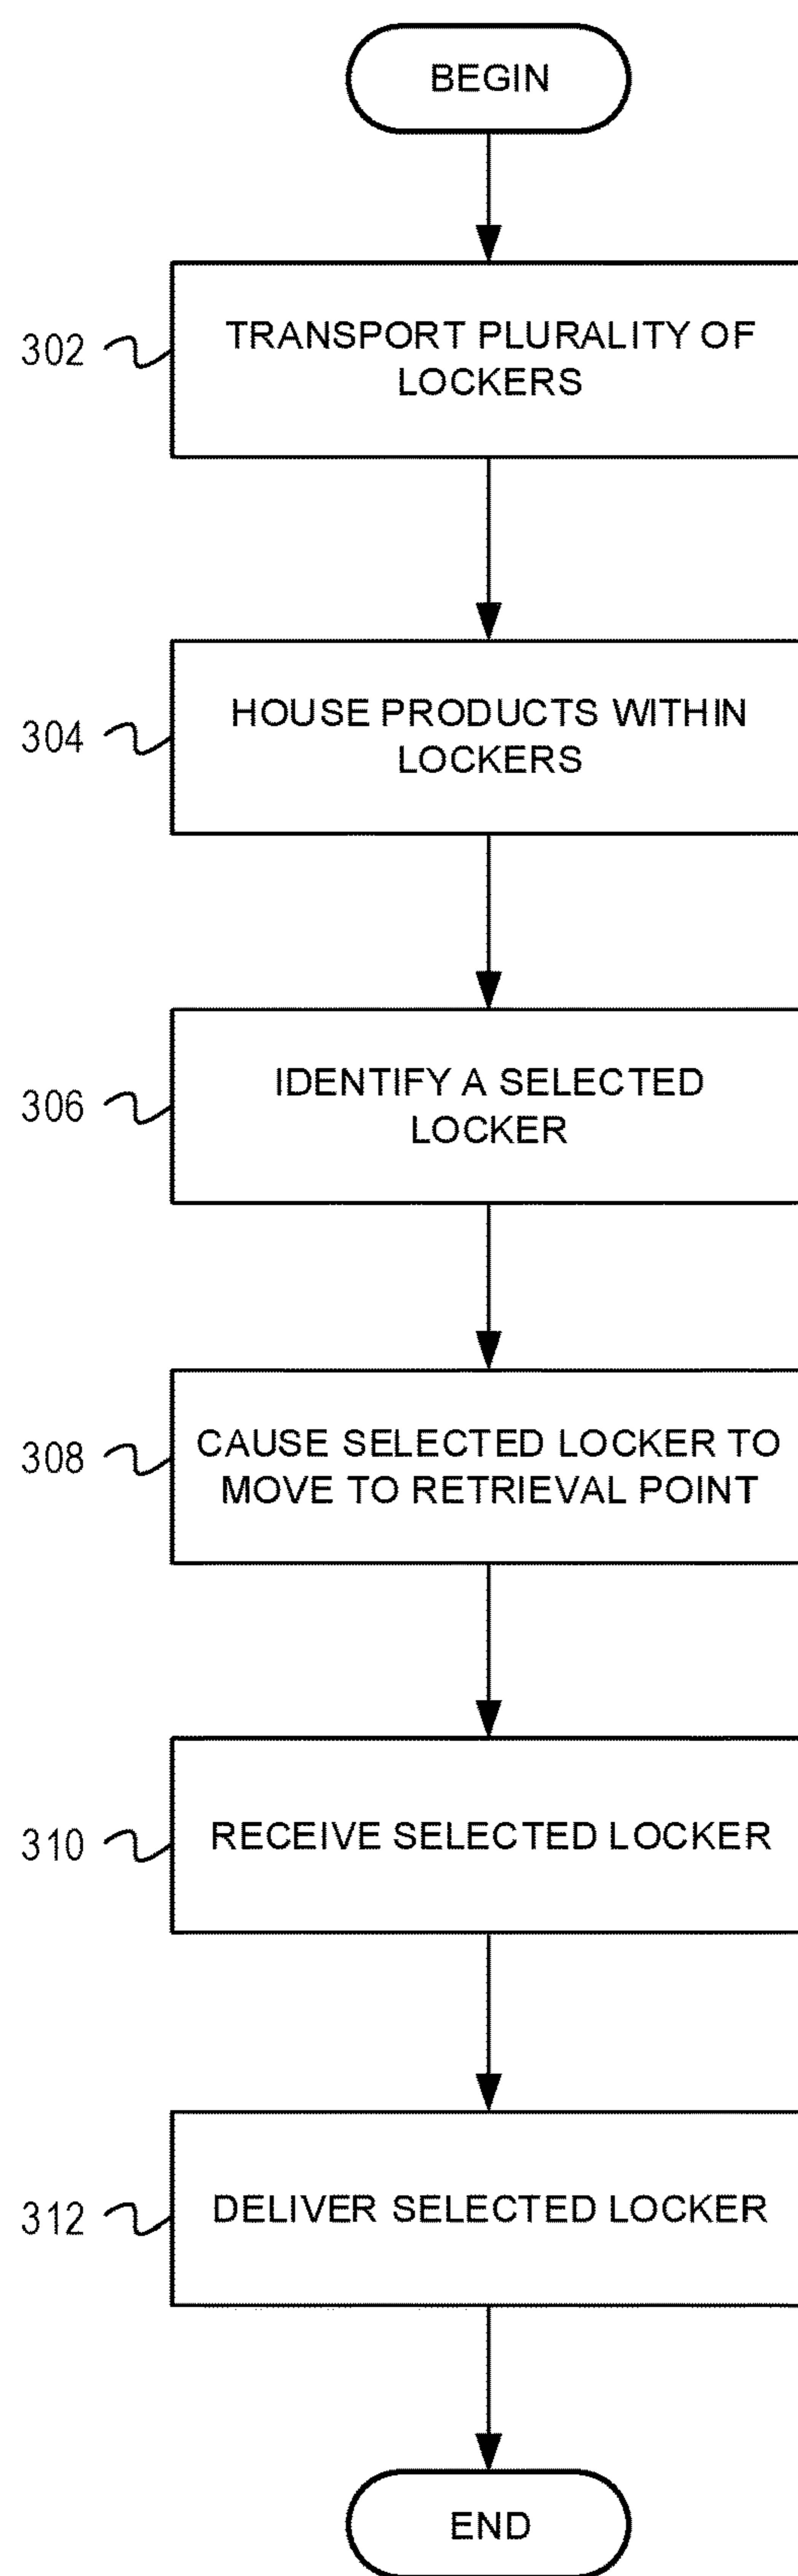 BEGIN
302
TRANSPORT PLURALITY OF
LOCKERS
304
HOUSE PRODUCTS WITHIN
LOCKERS
306
IDENTIFY A SELECTED
LOCKER
308
CAUSE SELECTED LOCKER TO
MOVE TO RETRIEVAL POINT
310
RECEIVE SELECTED LOCKER
312
DELIVER SELECTED LOCKER
END